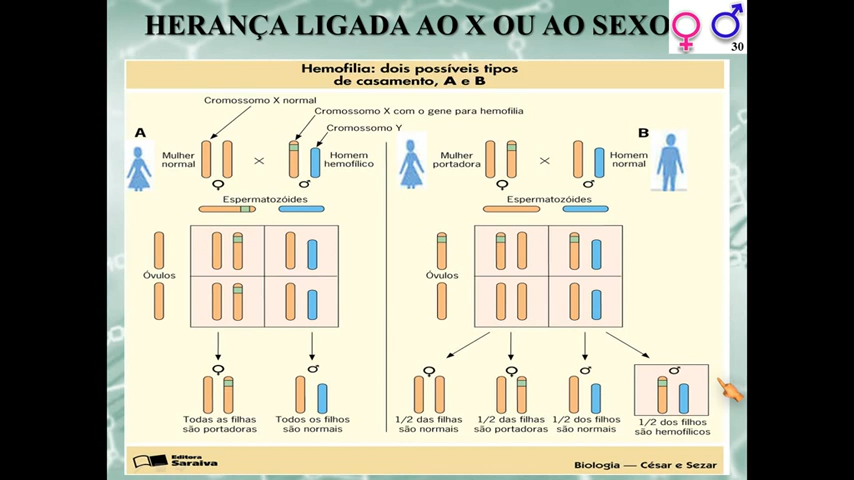 HERANÇA LIGADA AO X OU AO SEXO
30
Hemofilia: dois possíveis tipos
de casamento, A e B
Cromossomo X normal
Cromossomo X com o gene para hemofilia
Cromossomo Y
A
Mulher
normal
×
Homem
hemofílico
Espermatozóides
Óvulos
Todas as filhas
são portadoras
Todos os filhos
são normais
B
Mulher
portadora
×
Homem
normal
Espermatozóides
Óvulos
1/2 das filhas
são normais
1/2 das filhas
são portadoras
1/2 dos filhos
são normais
1/2 dos filhos
são hemofílicos
Editora
Saraiva
Biologia — César e Sezar